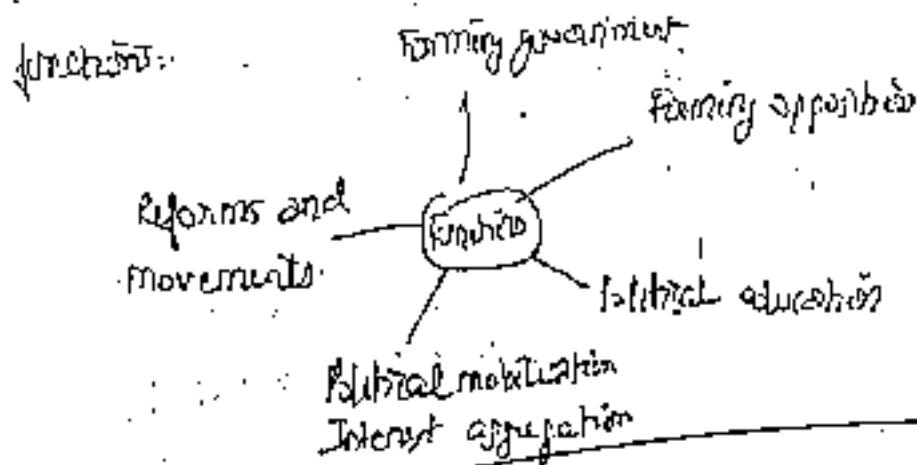 functions:
Forming government
Forming opposition
Reforms and
movements.
Functions
Political education
Political mobilization
Interest aggregation